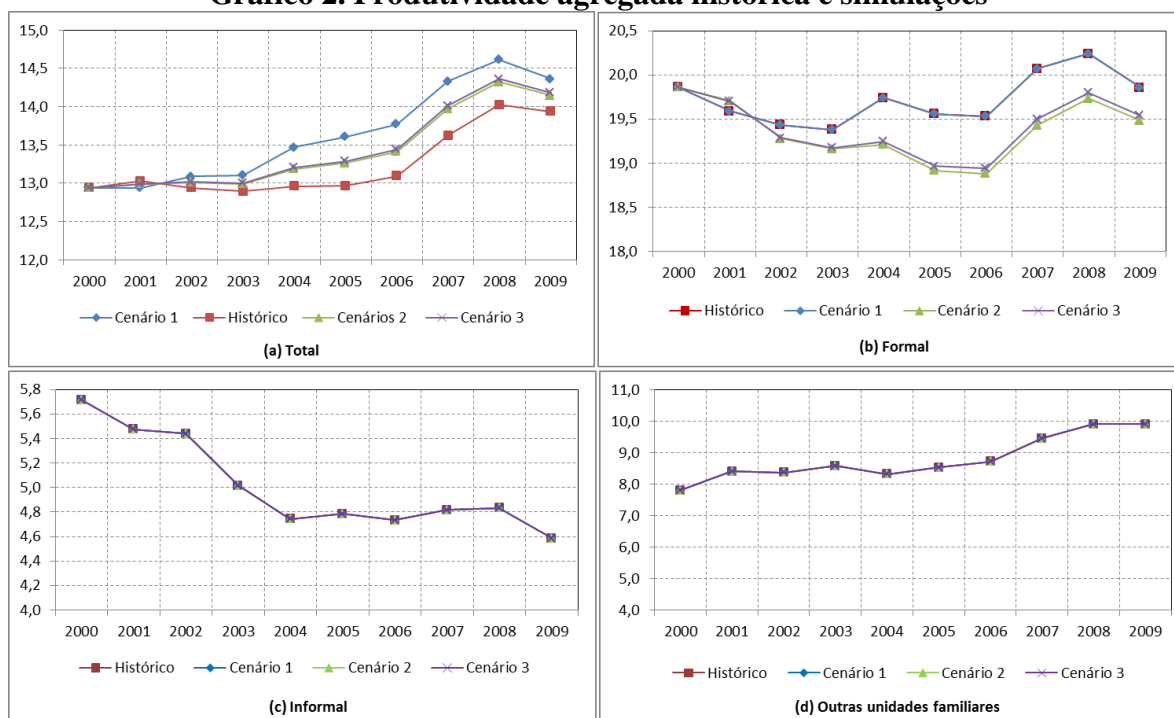 Gráfico 2. Produtividade agregada histórica e simulações
15,0
14,5
14,0
13,5
13,0
12,5
12,0
2000 2001 2002 2003 2004 2005 2006 2007 2008 2009
Cenário 1 Histórico Cenários 2 Cenário 3
(a) Total
20,5
20,0
19,5
19,0
18,5
18,0
2000 2001 2002 2003 2004 2005 2006 2007 2008 2009
Histórico Cenário 1 Cenário 2 Cenário 3
(b) Formal
5,8
5,6
5,4
5,2
5,0
4,8
4,6
4,4
4,2
4,0
2000 2001 2002 2003 2004 2005 2006 2007 2008 2009
Histórico Cenário 1 Cenário 2 Cenário 3
(c) Informal
11,0
10,0
9,0
8,0
7,0
6,0
5,0
4,0
2000 2001 2002 2003 2004 2005 2006 2007 2008 2009
Histórico Cenário 1 Cenário 2 Cenário 3
(d) Outras unidades familiares